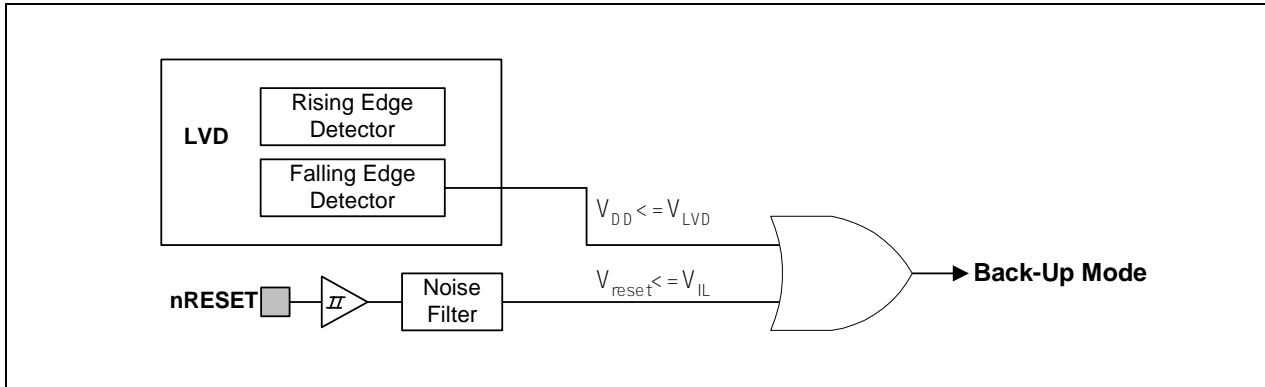 LVD
Rising Edge
Detector
Falling Edge
Detector
V_DD <= V_LVD
nRESET
Noise
Filter
V_reset <= V_IL
Back-Up Mode